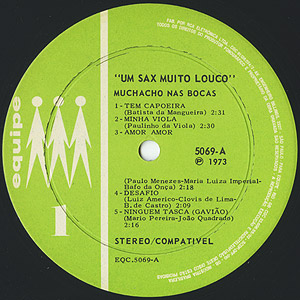 "UM SAX MUITO LOUCO"
MUCHACHO NAS BOCAS
1-TEM CAPOEIRA
(Batista da Mangueira) 2:31
2-MINHA VIOLA
(Paulinho da Viola) 2:30
3-AMOR AMOR
5069-A
Ⓟ 1973
(Paulo Menezes-Maria Luiza Imperial-
Bafo da Onça) 2:18
4-DESAFIO
(Luiz Americo-Clovis de Lima-
B. de Castro) 2:09
5-NINGUEM TASCA (GAVIÃO)
(Mario Pereira-João Quadrado)
2:16
STEREO/COMPATIVEL
EQC.5069-A
equipe
1